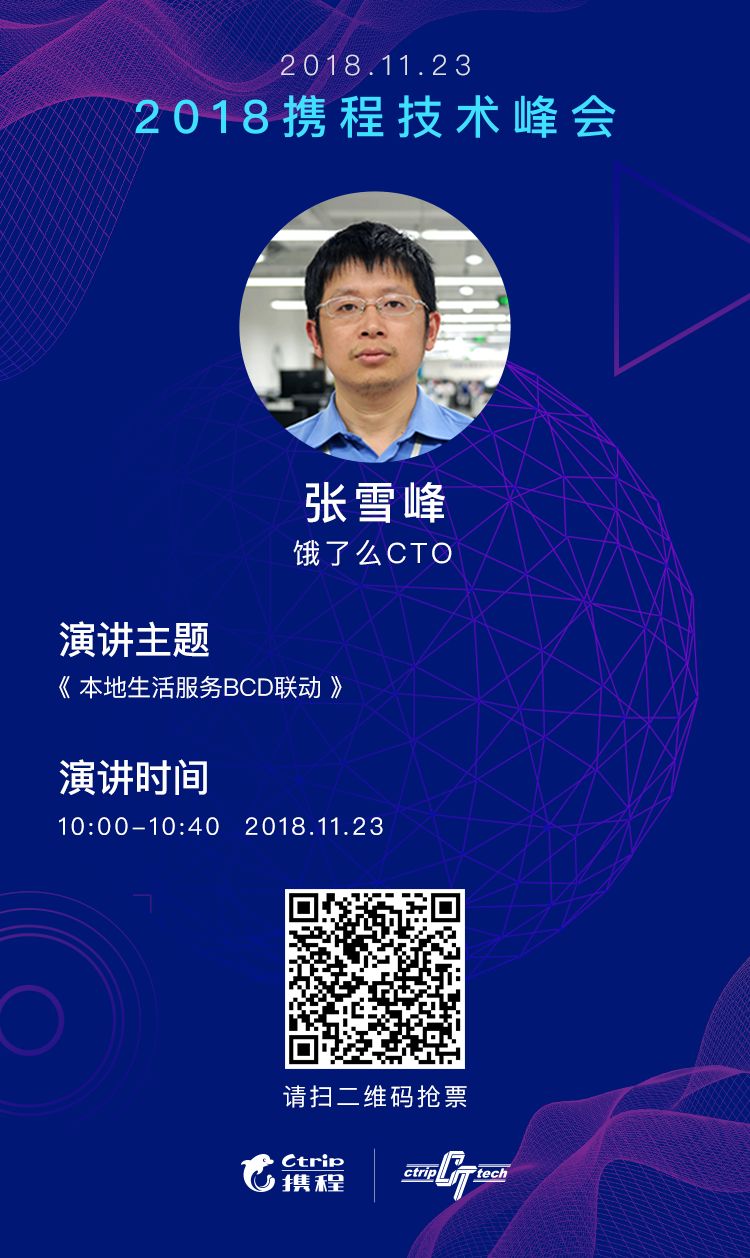 2018.11.23
2018携程技术峰会
张雪峰
饿了么CTO
演讲主题
《 本地生活服务BCD联动 》
演讲时间
10:00-10:40 2018.11.23
请扫二维码抢票
Ctrip
携程
ctrip CT tech